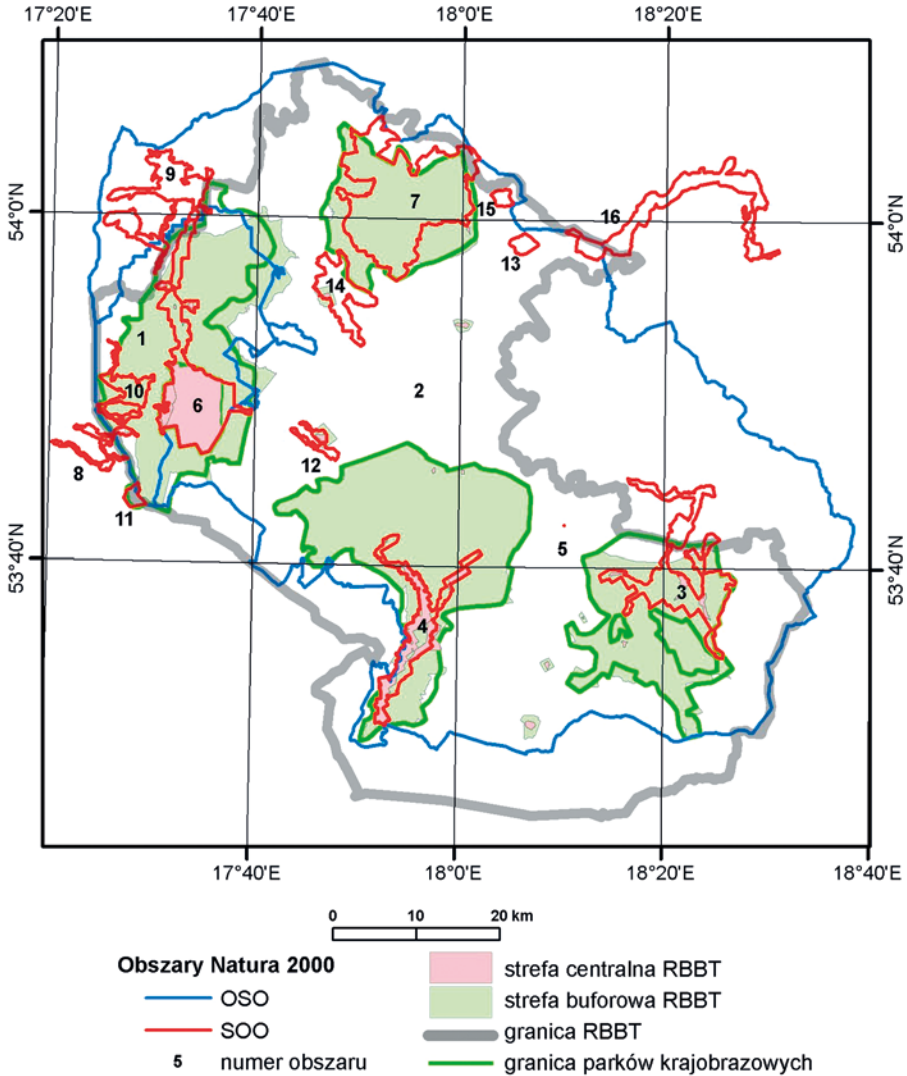 17°20'E 17°40'E 18°0'E 18°20'E
54°0'N 54°0'N
9
7
15
16
13
14
1
2
10
6
8
12
11
5
53°40'N 53°40'N
3
4
17°40'E 18°0'E 18°20'E 18°40'E
0 10 20 km
Obszary Natura 2000
OSO
SOO
5 numer obszaru
strefa centralna RBBT
strefa buforowa RBBT
granica RBBT
granica parków krajobrazowych